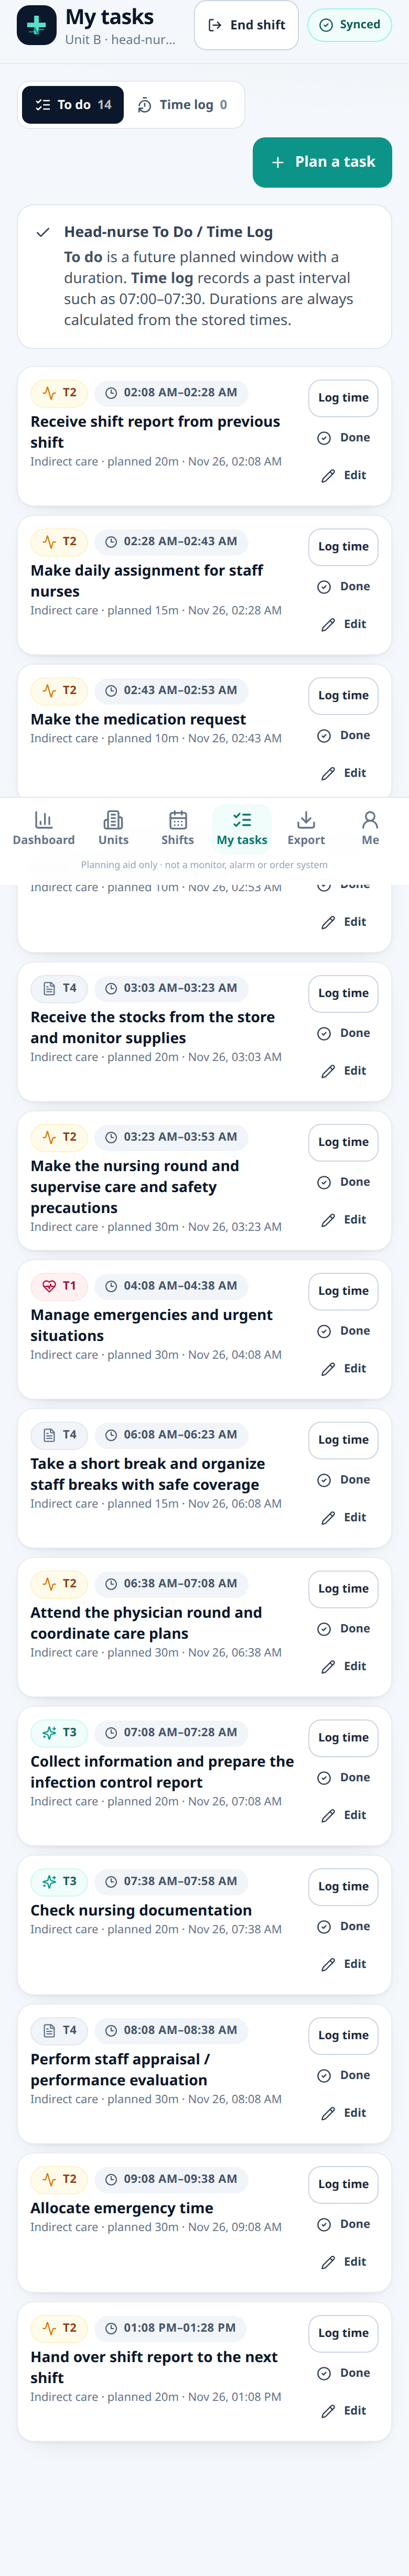 My tasks
Unit B · head-nur...
End shift
Synced
To do 14
Time log 0
Plan a task
Head-nurse To Do / Time Log
To do is a future planned window with a
duration. Time log records a past interval
such as 07:00–07:30. Durations are always
calculated from the stored times.
T2
02:08 AM–02:28 AM
Log time
Receive shift report from previous
shift
Done
Indirect care · planned 20m · Nov 26, 02:08 AM
Edit
T2
02:28 AM–02:43 AM
Log time
Make daily assignment for staff
nurses
Done
Indirect care · planned 15m · Nov 26, 02:28 AM
Edit
T2
02:43 AM–02:53 AM
Log time
Make the medication request
Done
Indirect care · planned 10m · Nov 26, 02:43 AM
Edit
Dashboard
Units
Shifts
My tasks
Export
Me
Planning aid only · not a monitor, alarm or order system
Indirect care · planned 10m · Nov 26, 02:53 AM
Done
Edit
T4
03:03 AM–03:23 AM
Log time
Receive the stocks from the store
and monitor supplies
Done
Indirect care · planned 20m · Nov 26, 03:03 AM
Edit
T2
03:23 AM–03:53 AM
Log time
Make the nursing round and
supervise care and safety
precautions
Done
Indirect care · planned 30m · Nov 26, 03:23 AM
Edit
T1
04:08 AM–04:38 AM
Log time
Manage emergencies and urgent
situations
Done
Indirect care · planned 30m · Nov 26, 04:08 AM
Edit
T4
06:08 AM–06:23 AM
Log time
Take a short break and organize
staff breaks with safe coverage
Done
Indirect care · planned 15m · Nov 26, 06:08 AM
Edit
T2
06:38 AM–07:08 AM
Log time
Attend the physician round and
coordinate care plans
Done
Indirect care · planned 30m · Nov 26, 06:38 AM
Edit
T3
07:08 AM–07:28 AM
Log time
Collect information and prepare the
infection control report
Done
Indirect care · planned 20m · Nov 26, 07:08 AM
Edit
T3
07:38 AM–07:58 AM
Log time
Check nursing documentation
Done
Indirect care · planned 20m · Nov 26, 07:38 AM
Edit
T4
08:08 AM–08:38 AM
Log time
Perform staff appraisal /
performance evaluation
Done
Indirect care · planned 30m · Nov 26, 08:08 AM
Edit
T2
09:08 AM–09:38 AM
Log time
Allocate emergency time
Done
Indirect care · planned 30m · Nov 26, 09:08 AM
Edit
T2
01:08 PM–01:28 PM
Log time
Hand over shift report to the next
shift
Done
Indirect care · planned 20m · Nov 26, 01:08 PM
Edit